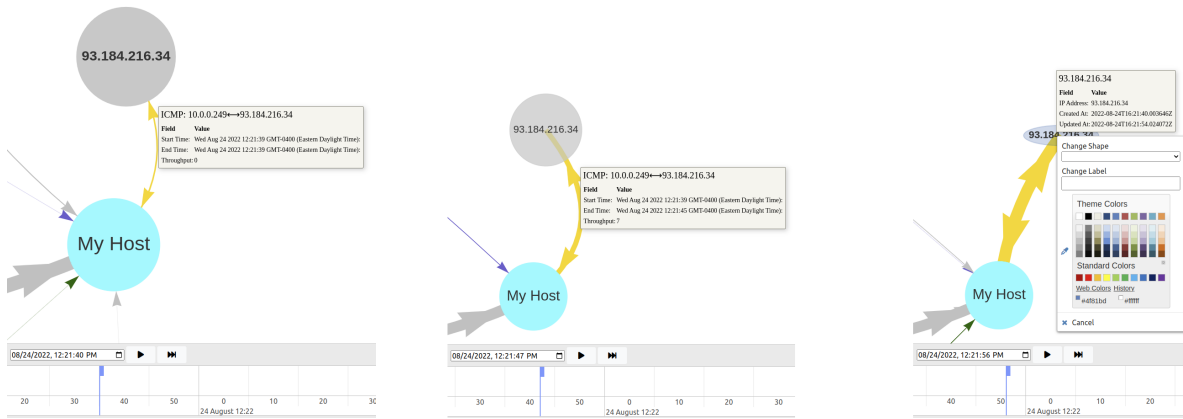 93.184.216.34
ICMP: 10.0.0.249⟷93.184.216.34
Field Value
Start Time: Wed Aug 24 2022 12:21:39 GMT-0400 (Eastern Daylight Time):
End Time: Wed Aug 24 2022 12:21:39 GMT-0400 (Eastern Daylight Time):
Throughput: 0
My Host
08/24/2022, 12:21:40 PM
20 30 40 50 0 10 20 30
24 August 12:22
93.184.216.34
ICMP: 10.0.0.249⟷93.184.216.34
Field Value
Start Time: Wed Aug 24 2022 12:21:39 GMT-0400 (Eastern Daylight Time):
End Time: Wed Aug 24 2022 12:21:45 GMT-0400 (Eastern Daylight Time):
Throughput: 7
My Host
08/24/2022, 12:21:47 PM
30 40 50 0 10 20 30
24 August 12:22
93.184.216.34
Field Value
IP Address: 93.184.216.34
Created At: 2022-08-24T16:21:40.003646Z
Updated At: 2022-08-24T16:21:54.024072Z
93.184.216.34
Change Shape
Change Label
Theme Colors
Standard Colors
Web Colors History
#4f81bd #ffffff
Cancel
My Host
08/24/2022, 12:21:56 PM
40 50 0 10 20
24 August 12:22